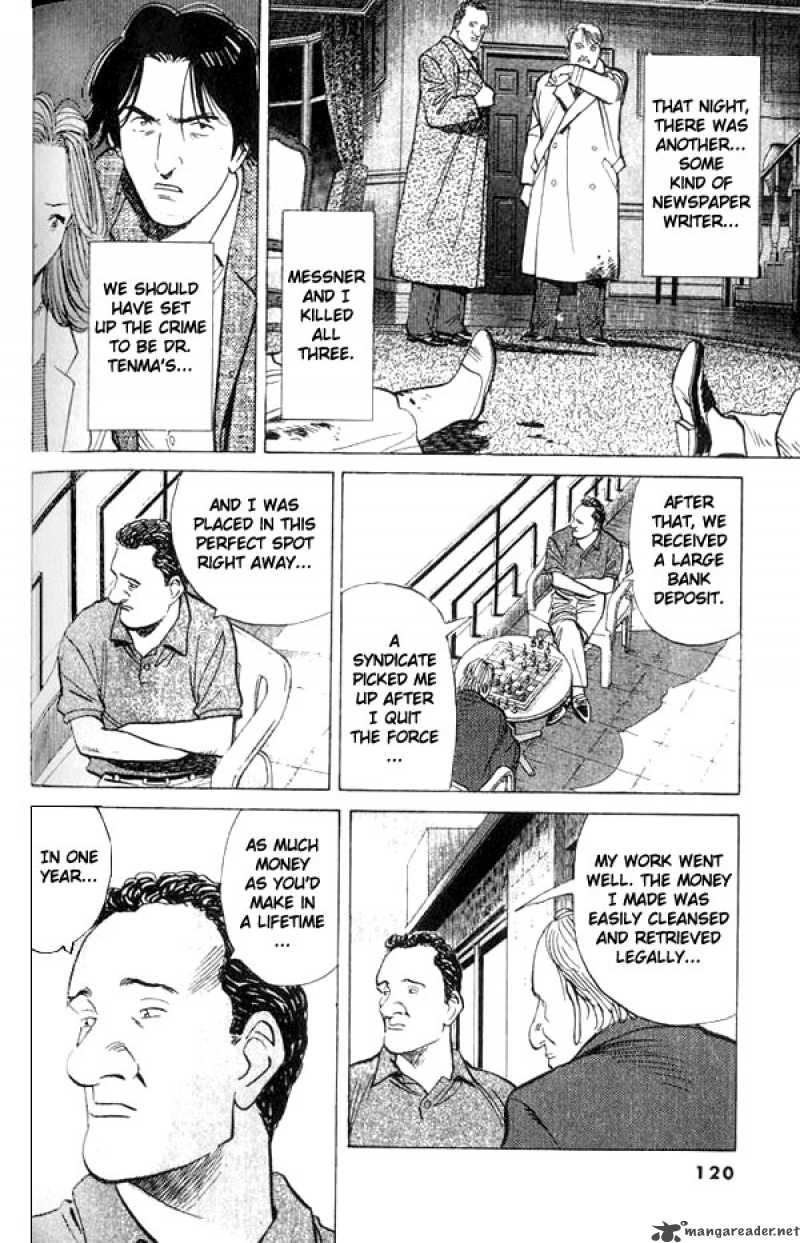 THAT NIGHT,
THERE WAS
ANOTHER...
SOME
KIND OF
NEWSPAPER
WRITER...
MESSNER
AND I
KILLED
ALL
THREE.
WE SHOULD
HAVE SET
UP THE CRIME
TO BE DR.
TENMA'S...
AFTER
THAT, WE
RECEIVED
A LARGE
BANK
DEPOSIT.
A
SYNDICATE
PICKED ME
UP AFTER
I QUIT
THE FORCE
...
AND I WAS
PLACED IN THIS
PERFECT SPOT
RIGHT AWAY...
MY WORK WENT
WELL. THE MONEY
I MADE WAS
EASILY CLEANSED
AND RETRIEVED
LEGALLY...
AS MUCH
MONEY
AS YOU'D
MAKE IN
A LIFETIME
...
IN ONE
YEAR...
120
mangareader.net